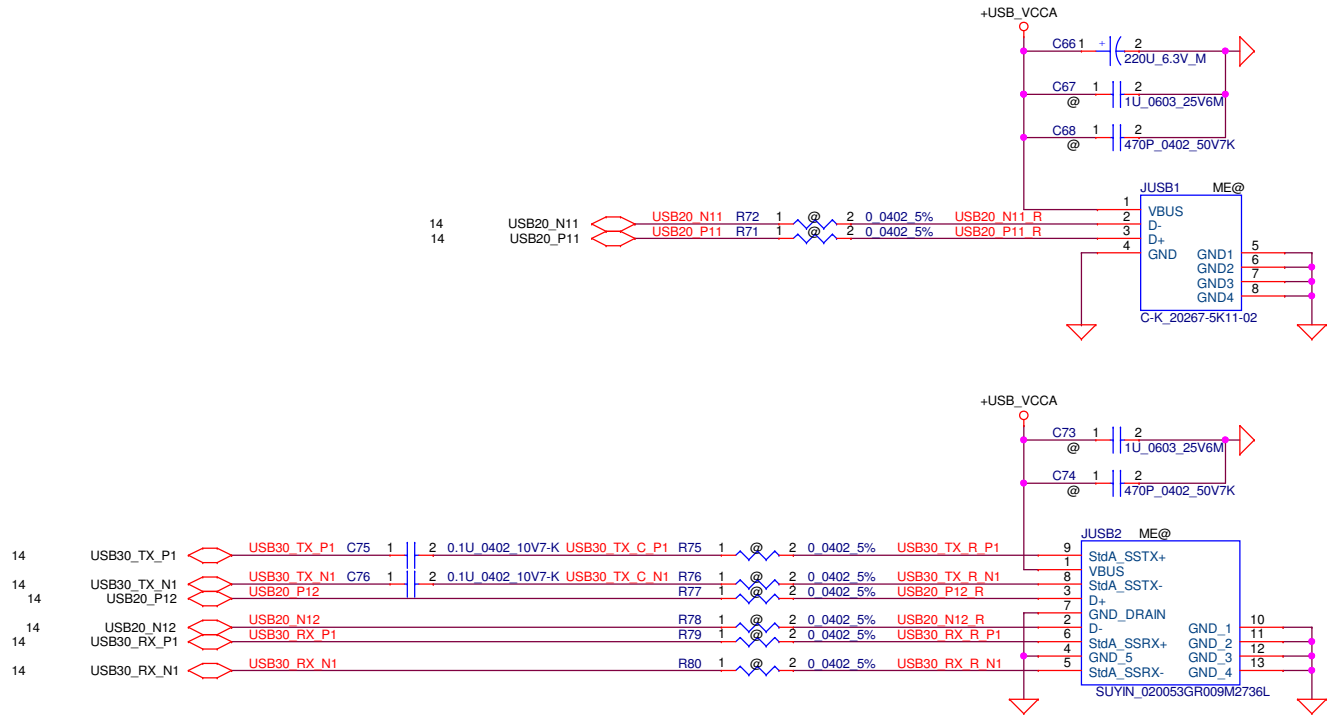 +USB_VCCA
C66 1 + 2
220U_6.3V_M
C67 1 2
@ 1U_0603_25V6M
C68 1 2
@ 470P_0402_50V7K
JUSB1 ME@
1 VBUS
14 USB20_N11 USB20_N11 R72 1 @ 2 0_0402_5% USB20_N11_R 2 D-
14 USB20_P11 USB20_P11 R71 1 @ 2 0_0402_5% USB20_P11_R 3 D+
4 GND GND1 5
GND2 6
GND3 7
GND4 8
C-K_20267-5K11-02
+USB_VCCA
C73 1 2
@ 1U_0603_25V6M
C74 1 2
@ 470P_0402_50V7K
JUSB2 ME@
14 USB30_TX_P1 USB30_TX_P1 C75 1 2 0.1U_0402_10V7-K USB30_TX_C_P1 R75 1 @ 2 0_0402_5% USB30_TX_R_P1 9 StdA_SSTX+
1 VBUS
14 USB30_TX_N1 USB30_TX_N1 C76 1 2 0.1U_0402_10V7-K USB30_TX_C_N1 R76 1 @ 2 0_0402_5% USB30_TX_R_N1 8 StdA_SSTX-
14 USB20_P12 USB20_P12 R77 1 @ 2 0_0402_5% USB20_P12_R 3 D+
7 GND_DRAIN
14 USB20_N12 USB20_N12 R78 1 @ 2 0_0402_5% USB20_N12_R 2 D- GND_1 10
14 USB30_RX_P1 USB30_RX_P1 R79 1 @ 2 0_0402_5% USB30_RX_R_P1 6 StdA_SSRX+ GND_2 11
4 GND_5 GND_3 12
14 USB30_RX_N1 USB30_RX_N1 R80 1 @ 2 0_0402_5% USB30_RX_R_N1 5 StdA_SSRX- GND_4 13
SUYIN_020053GR009M2736L